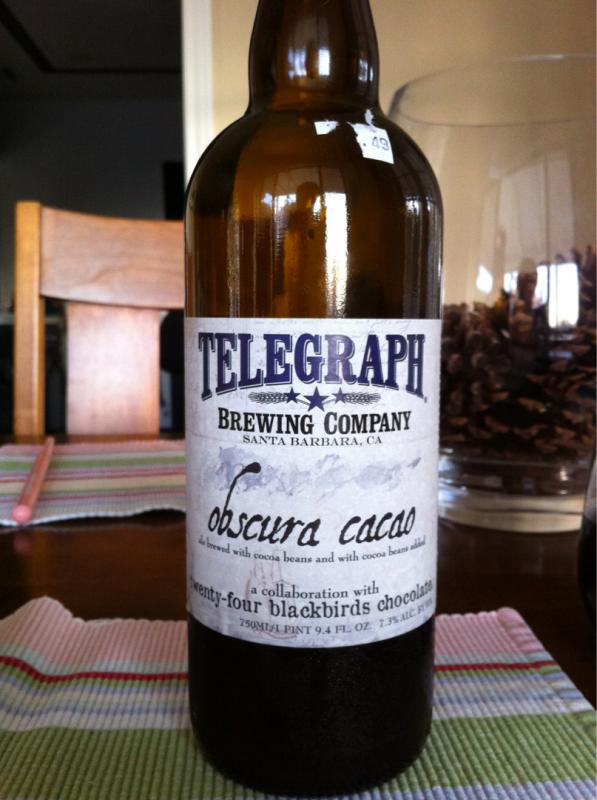 .49
TELEGRAPH
BREWING COMPANY
SANTA BARBARA, CA
obscura cacao
ale brewed with cocoa beans and with cocoa beans added
a collaboration with
twenty-four blackbirds chocolate
750ML/1 PINT 9.4 FL. OZ. 7.3% ALC. BY VOL.